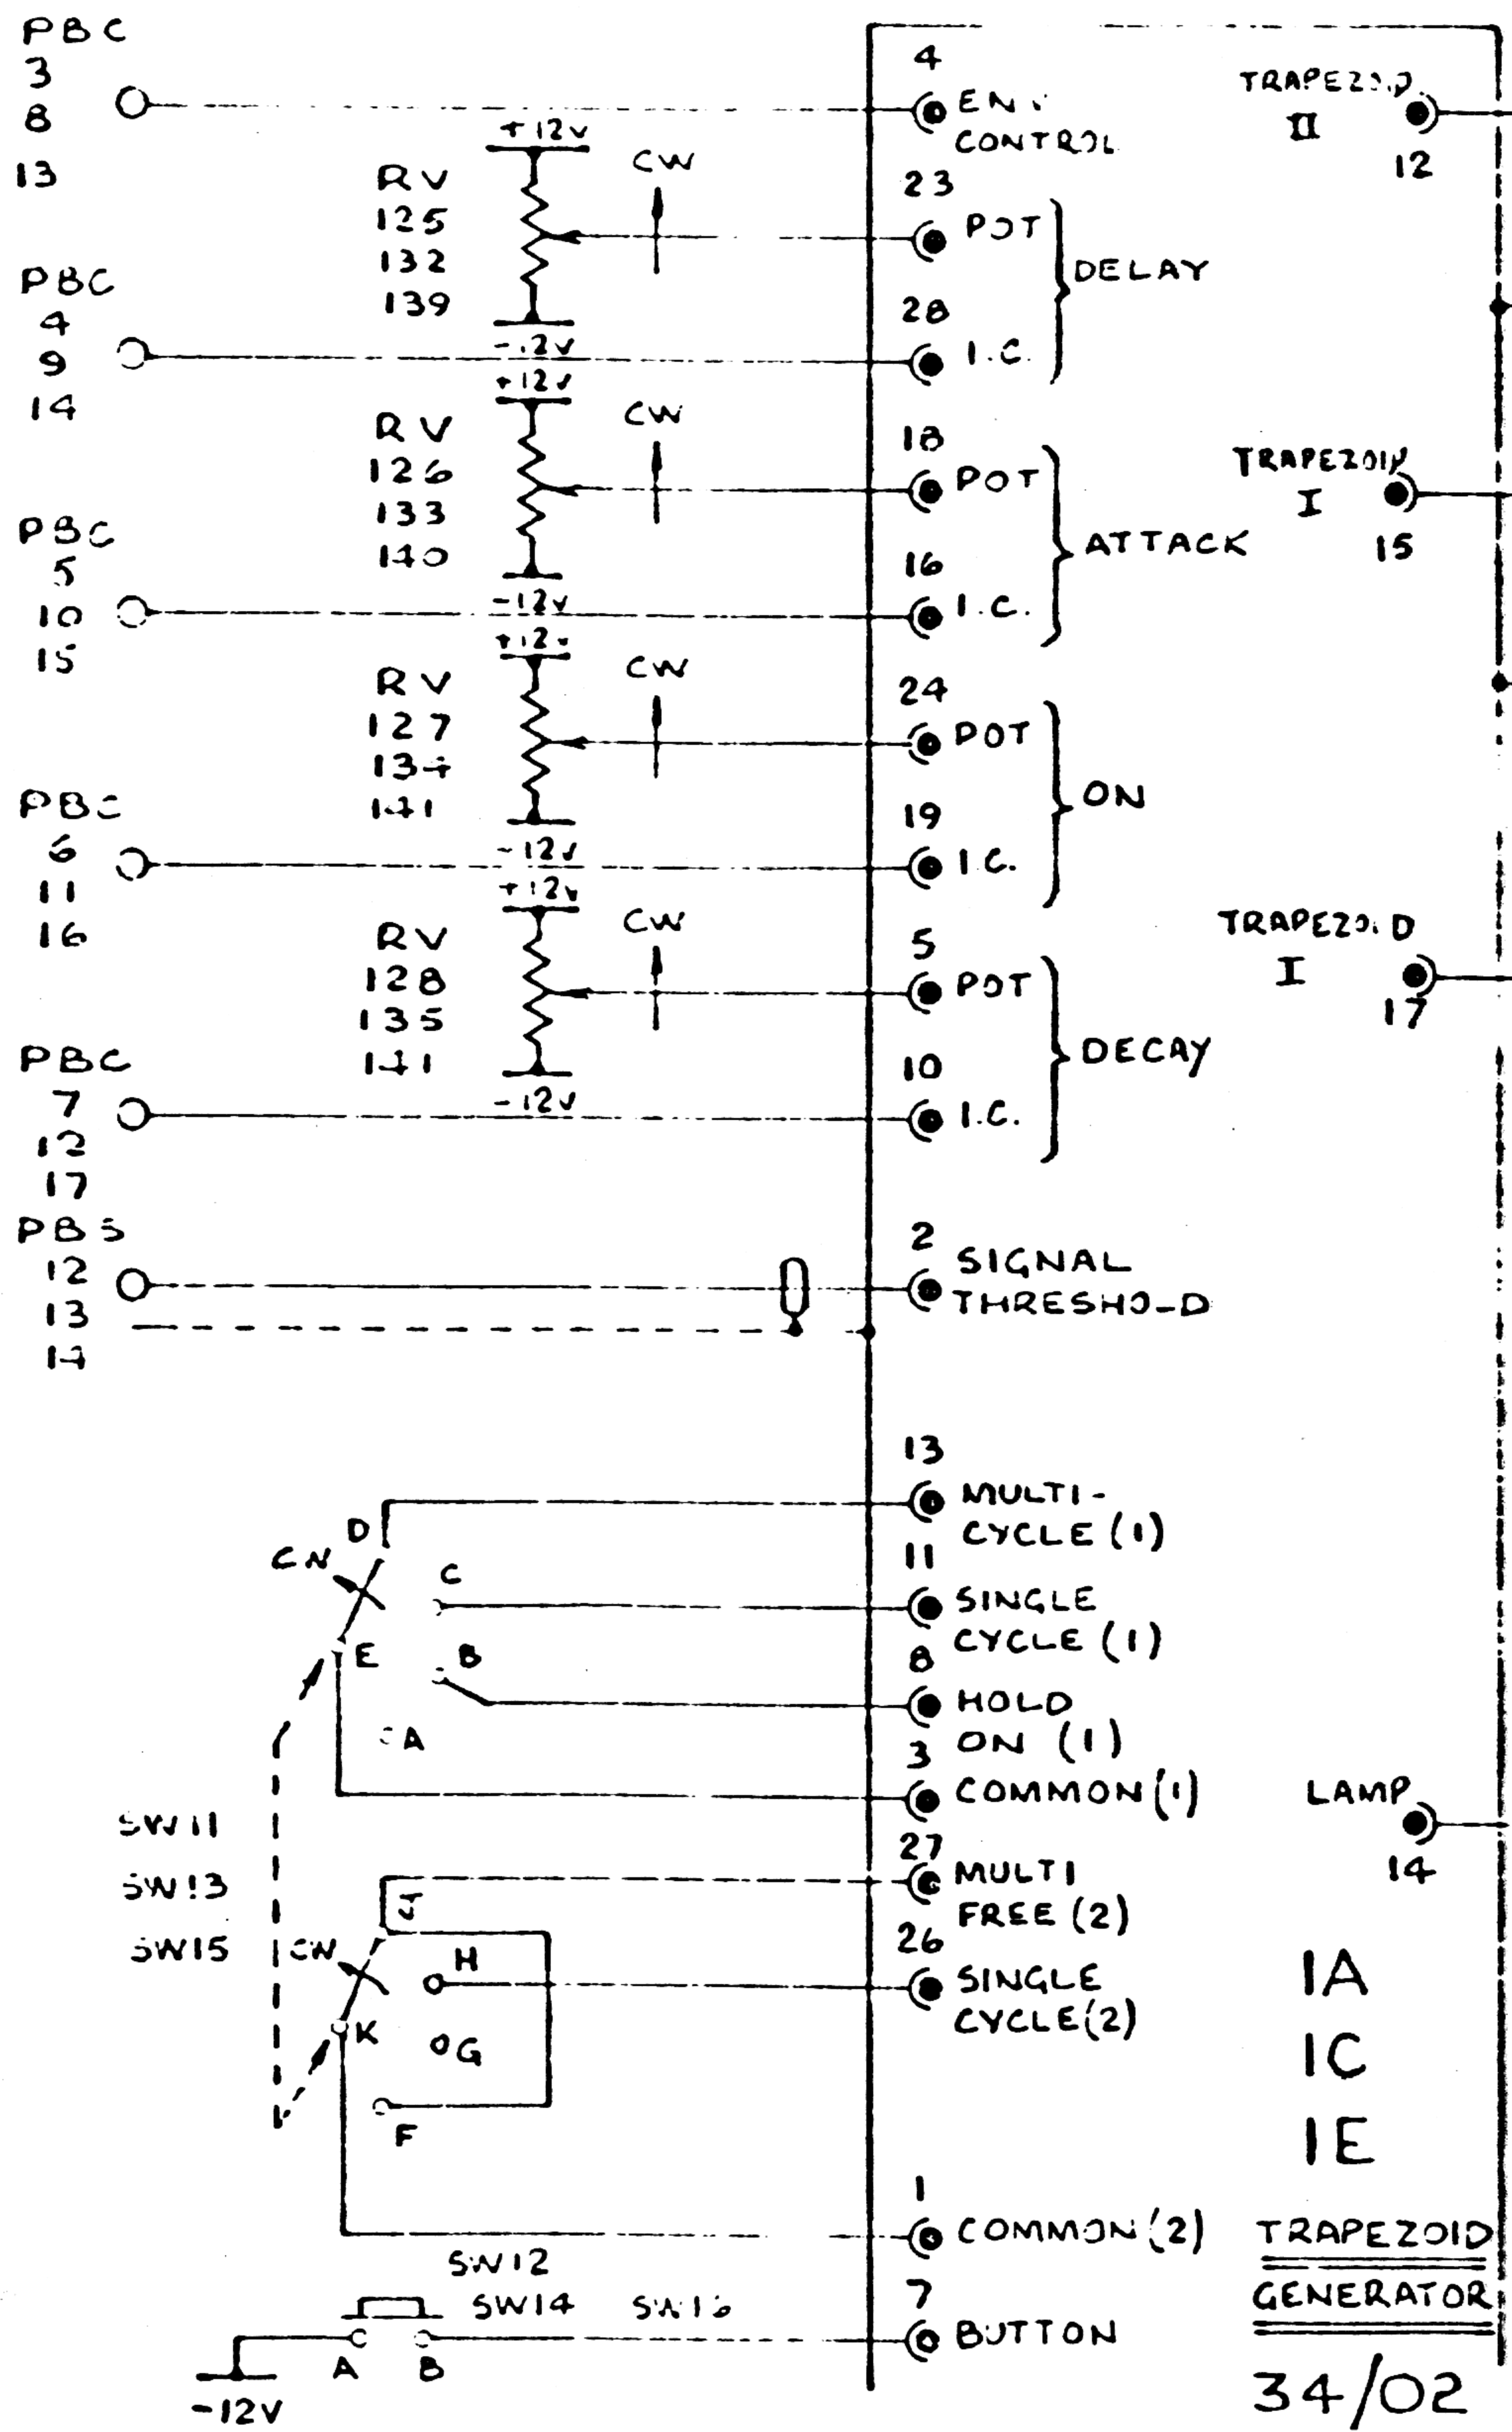 PBC
3
8
13
4
CONTROL
TRAPEZOID
II
12
+12v
CW
RV
125
132
139
23
POT
DELAY
28
I.C.
-12v
PBC
4
9
14
+12v
CW
RV
126
133
140
18
POT
ATTACK
16
I.C.
-12v
TRAPEZOID
I
15
PBC
5
10
15
+12v
CW
RV
127
134
141
24
POT
ON
19
I.C.
-12v
PBC
6
11
16
+12v
CW
RV
128
135
141
5
POT
DECAY
10
I.C.
-12v
TRAPEZOID
I
17
PBC
7
12
17
PBS
12
13
14
2
SIGNAL
THRESHOLD
13
MULTI-
CYCLE (1)
11
SINGLE
CYCLE (1)
8
HOLD
ON (1)
3
COMMON (1)
D
CW
C
E
B
A
LAMP
14
SW11
SW13
SW15
27
MULTI
FREE (2)
26
SINGLE
CYCLE (2)
J
CW
H
K
G
F
1A
1C
1E
1
COMMON (2)
TRAPEZOID
GENERATOR
34/02
SW12
SW14
SW16
7
BUTTON
A
B
-12V